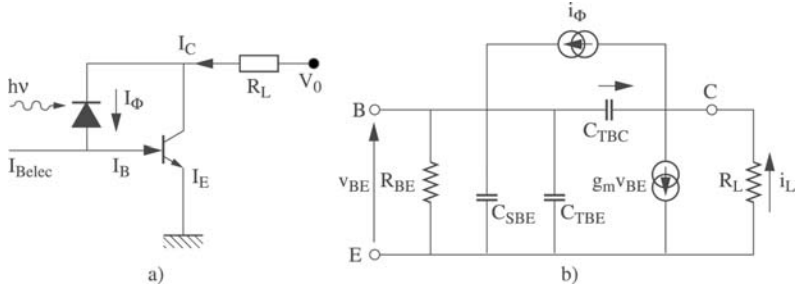 I_C
R_L
V_0
hν
I_Φ
I_Belec
I_B
I_E
a)
i_Φ
B
C
C_TBC
v_BE
R_BE
C_SBE
C_TBE
g_m v_BE
R_L
i_L
E
b)